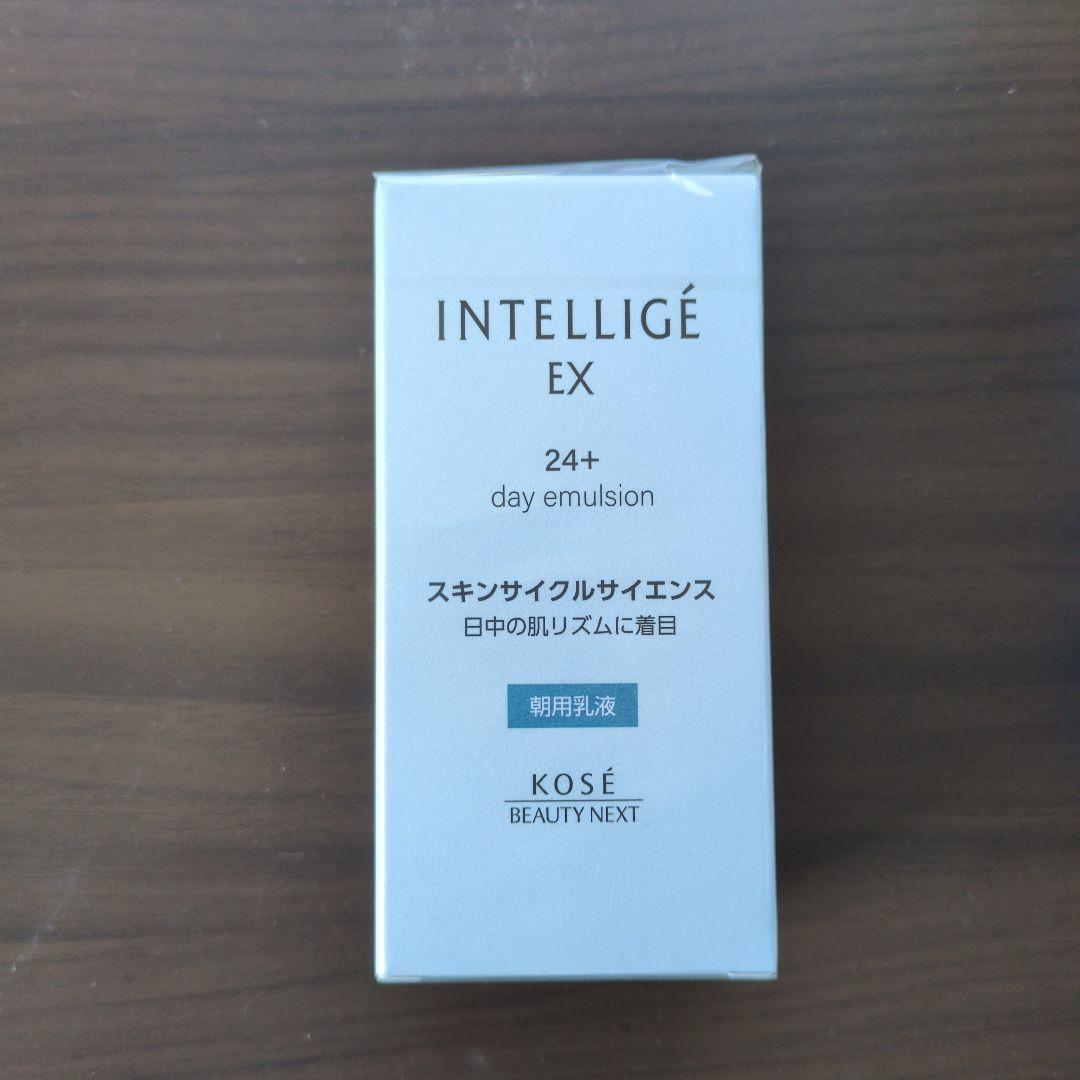 INTELLIGÉ
EX
24+
day emulsion
スキンサイクルサイエンス
日中の肌リズムに着目
朝用乳液
KOSÉ
BEAUTY NEXT